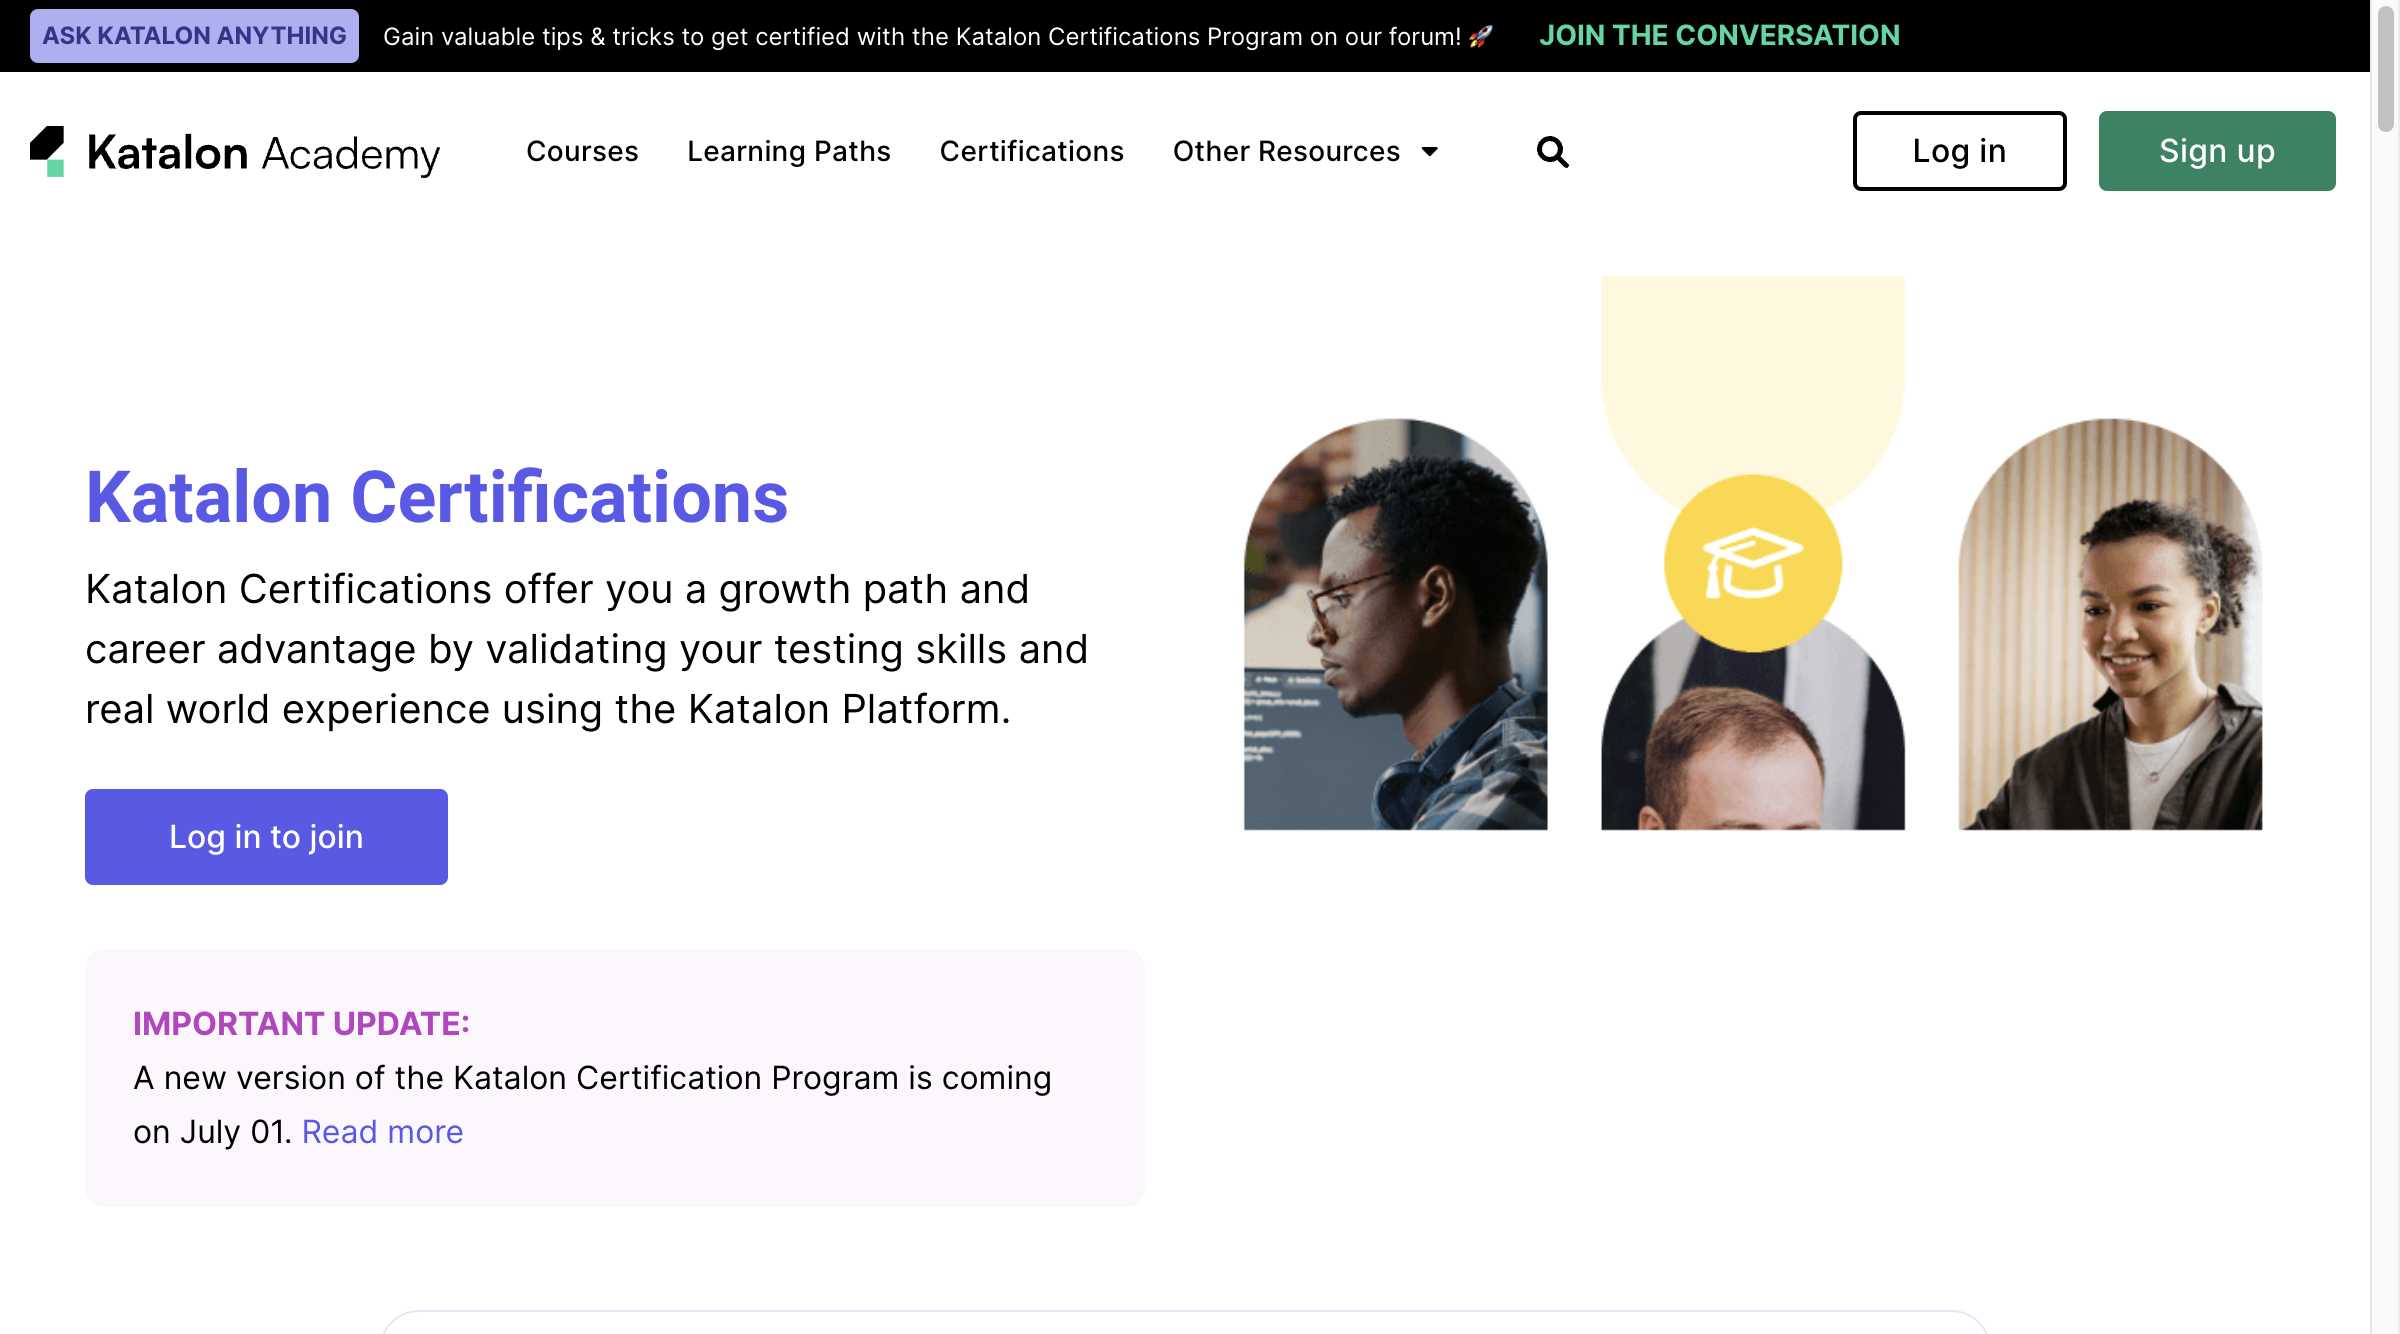 ASK KATALON ANYTHING
Gain valuable tips & tricks to get certified with the Katalon Certifications Program on our forum! 🚀
JOIN THE CONVERSATION
Katalon Academy
Courses
Learning Paths
Certifications
Other Resources
Log in
Sign up
Katalon Certifications
Katalon Certifications offer you a growth path and
career advantage by validating your testing skills and
real world experience using the Katalon Platform.
Log in to join
IMPORTANT UPDATE:
A new version of the Katalon Certification Program is coming
on July 01. Read more